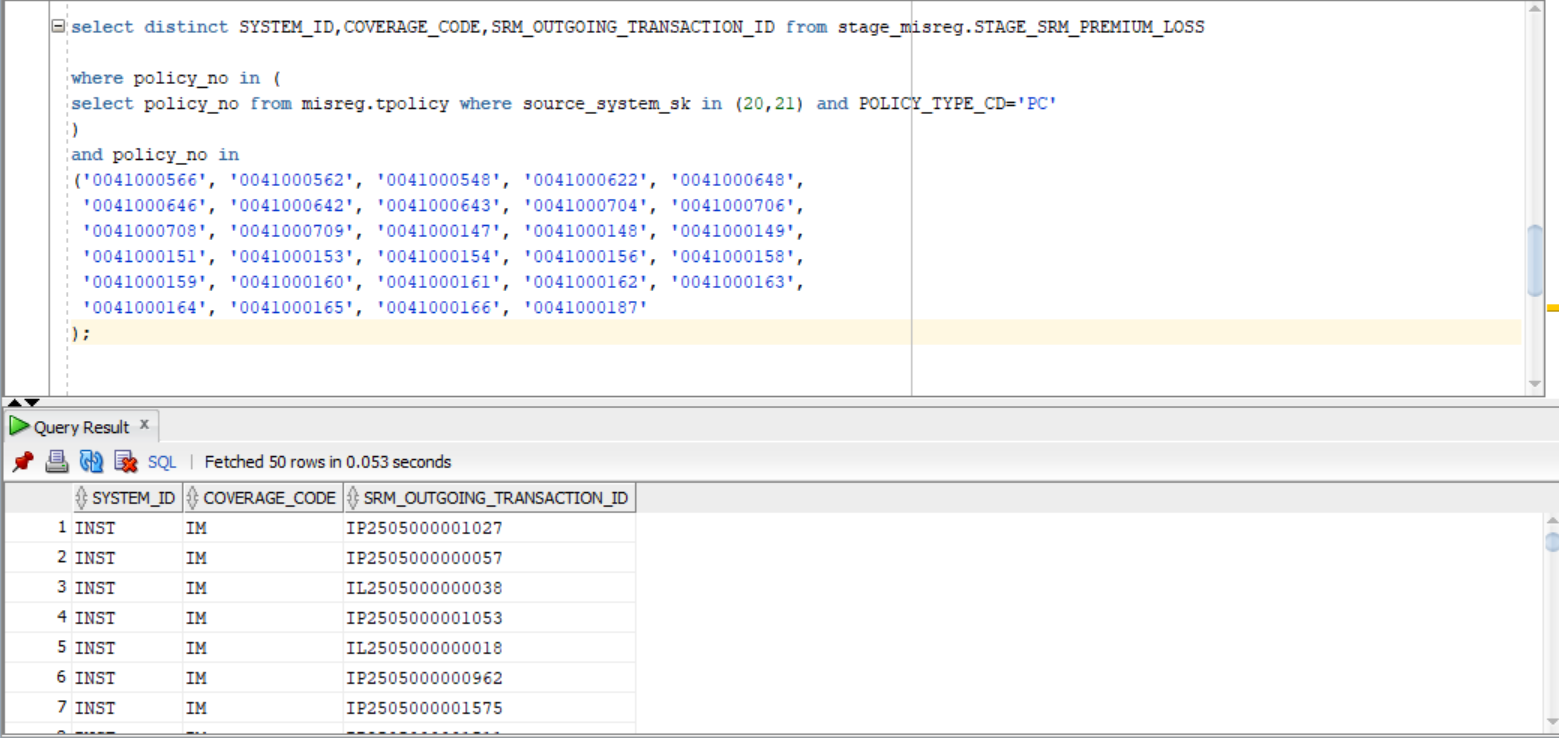 select distinct SYSTEM_ID,COVERAGE_CODE,SRM_OUTGOING_TRANSACTION_ID from stage_misreg.STAGE_SRM_PREMIUM_LOSS
where policy_no in (
select policy_no from misreg.tpolicy where source_system_sk in (20,21) and POLICY_TYPE_CD='PC'
)
and policy_no in
('0041000566', '0041000562', '0041000548', '0041000622', '0041000648',
'0041000646', '0041000642', '0041000643', '0041000704', '0041000706',
'0041000708', '0041000709', '0041000147', '0041000148', '0041000149',
'0041000151', '0041000153', '0041000154', '0041000156', '0041000158',
'0041000159', '0041000160', '0041000161', '0041000162', '0041000163',
'0041000164', '0041000165', '0041000166', '0041000187'
);
Query Result x
SQL | Fetched 50 rows in 0.053 seconds
SYSTEM_ID COVERAGE_CODE SRM_OUTGOING_TRANSACTION_ID
1 INST IM IP2505000001027
2 INST IM IP2505000000057
3 INST IM IL2505000000038
4 INST IM IP2505000001053
5 INST IM IL2505000000018
6 INST IM IP2505000000962
7 INST IM IP2505000001575